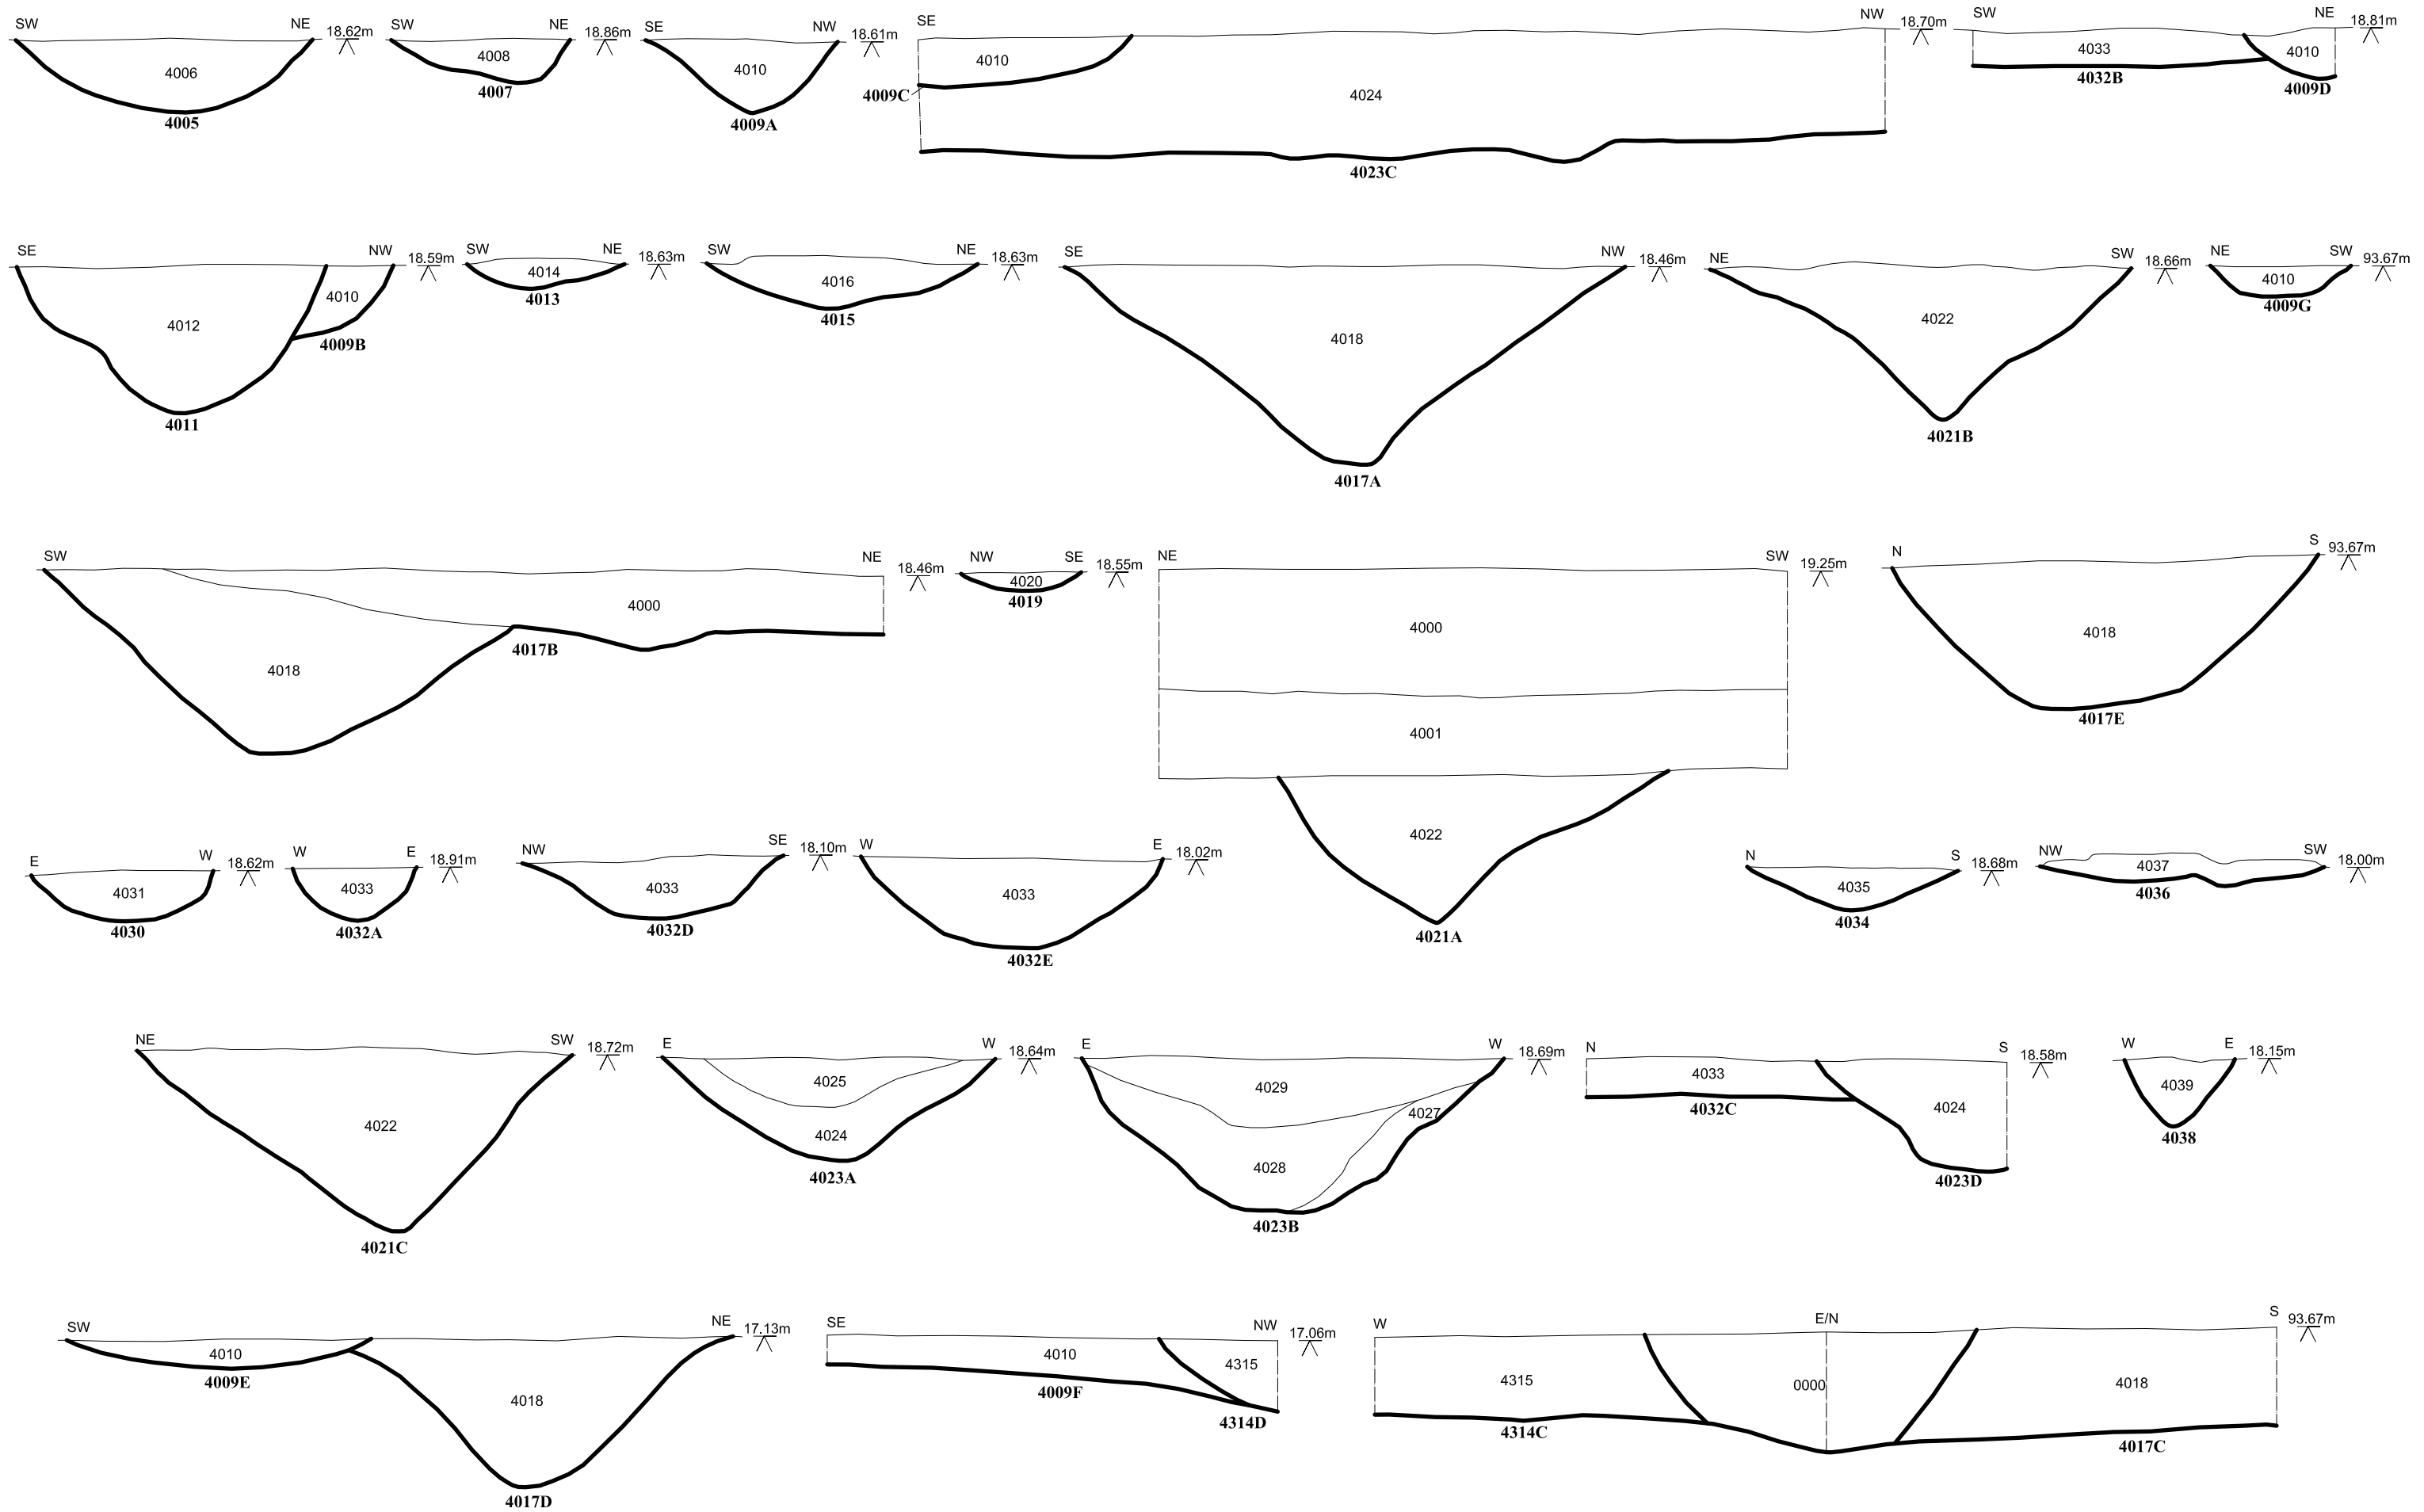 SW NE 18.62m
4006
4005
SW NE 18.86m
4008
4007
SE NW 18.61m
4010
4009A
SE NW 18.70m
4010
4009C
4024
4023C
SW NE 18.81m
4033 4010
4032B
4009D
SE NW 18.59m
4012 4010
4009B
4011
SW NE 18.63m
4014
4013
SW NE 18.63m
4016
4015
SE NW 18.46m
4018
4017A
NE SW 18.66m
4022
4021B
NE SW 93.67m
4010
4009G
SW NE 18.46m
4000
4018
4017B
NW SE 18.55m
4020
4019
NE SW 19.25m
4000
4001
4022
4021A
N S 93.67m
4018
4017E
E W 18.62m
4031
4030
W E 18.91m
4033
4032A
NW SE 18.10m
4033
4032D
W E 18.02m
4033
4032E
N S 18.68m
4035
4034
NW SW 18.00m
4037
4036
NE SW 18.72m
4022
4021C
E W 18.64m
4025
4024
4023A
E W 18.69m
4029
4027
4028
4023B
N S 18.58m
4033
4024
4032C
4023D
W E 18.15m
4039
4038
SW NE 17.13m
4010
4009E
4018
4017D
SE NW 17.06m
4010 4315
4009F
4314D
W E/N S 93.67m
4315 0000 4018
4314C
4017C